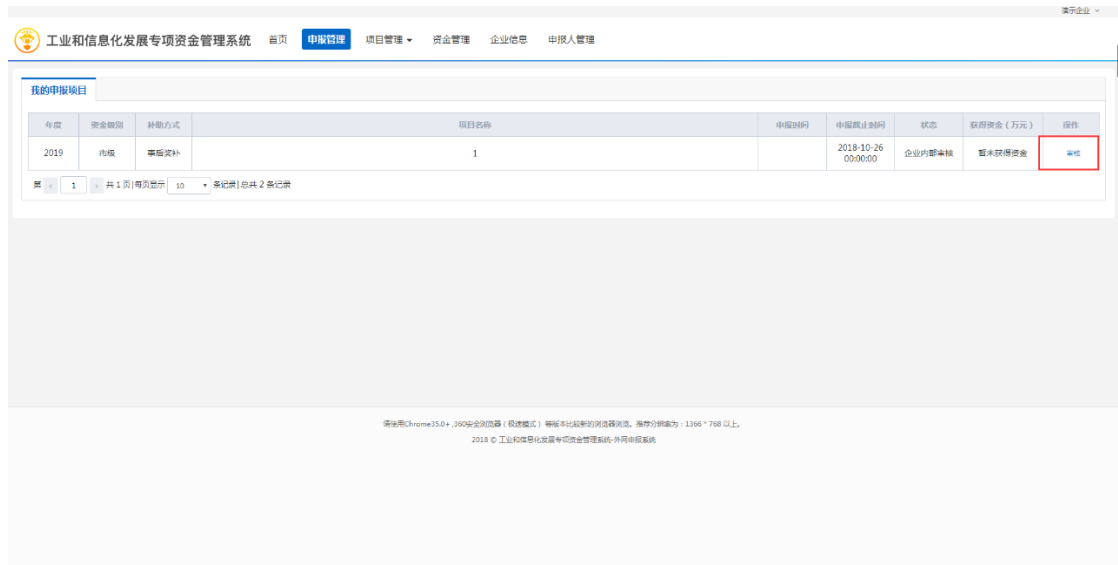 演示企业
工业和信息化发展专项资金管理系统 首页 申报管理 项目管理 资金管理 企业信息 申报人管理
我的申报项目
年度 资金级别 补助方式 项目名称 申报时间 申报截止时间 状态 获得资金（万元） 操作
2019 市级 事后奖补 1 2018-10-26 00:00:00 企业内部审核 暂未获得资金 审核
第 1 共 1 页|每页显示 10 条记录|总共 2 条记录
请使用Chrome35.0+ ,360安全浏览器（极速模式）等版本比较新的浏览器浏览。推荐分辨率为：1366 * 768 以上。
2018 © 工业和信息化发展专项资金管理系统-外网申报系统